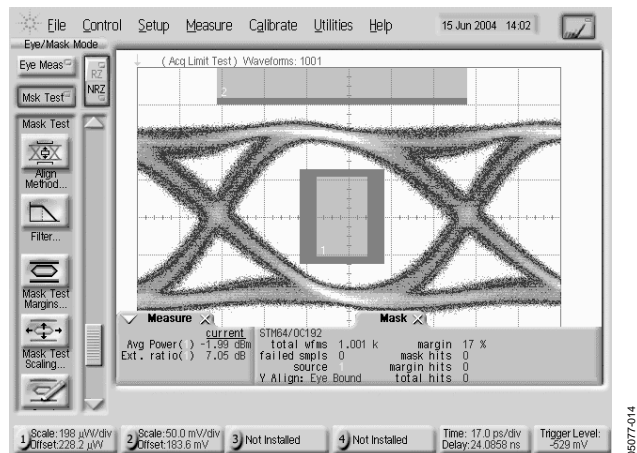 File Control Setup Measure Calibrate Utilities Help 15 Jun 2004 14:02
Eye/Mask Mode
Eye Meas
RZ
NRZ
Msk Test
( Acq Limit Test ) Waveforms: 1001
2
Mask Test
Align
Method...
Filter...
Mask Test
Margins...
Mask Test
Scaling...
1
Measure
current
Avg Power(1) -1.99 dBm
Ext. ratio(1) 7.05 dB
Mask
STM64/OC192
total wfms 1.001 k margin 17 %
failed smpls 0 mask hits 0
source 1 margin hits 0
Y Align: Eye Bound total hits 0
1 Scale: 198 µW/div
Offset:228.2 µW
2 Scale:50.0 mV/div
Offset:183.6 mV
3 Not Installed
4 Not Installed
Time: 17.0 ps/div
Delay:24.0858 ns
Trigger Level:
-529 mV